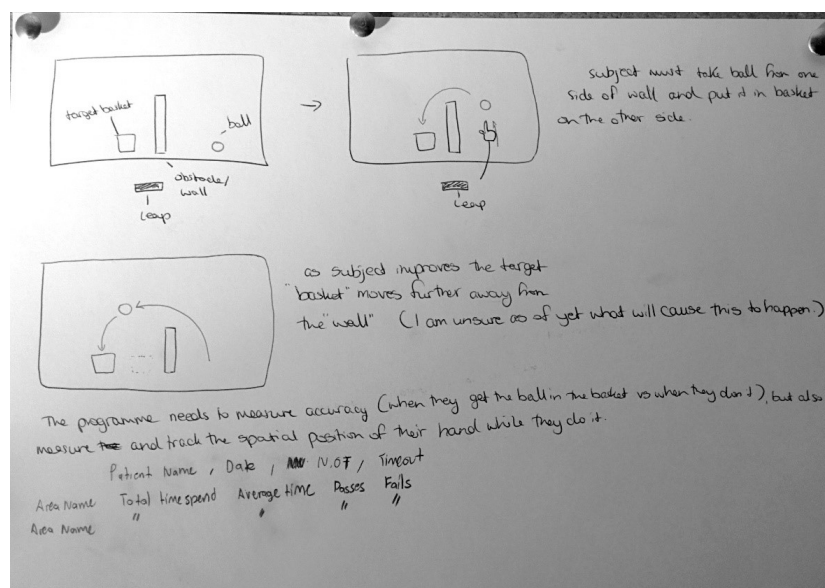 target basket
ball
obstacle/
wall
Leap
Leap
subject must take ball from one
side of wall and put it in basket
on the other side.
as subject improves the target
"basket" moves further away from
the "wall" (I am unsure as of yet what will cause this to happen.)
The programme needs to measure accuracy (when they get the ball in the basket vs when they don't), but also
measure and track the spatial position of their hand while they do it.
Patient Name, Date, N.OF, Timeout
Area Name Total time spend Average time Passes Fails
" " " "
Area Name